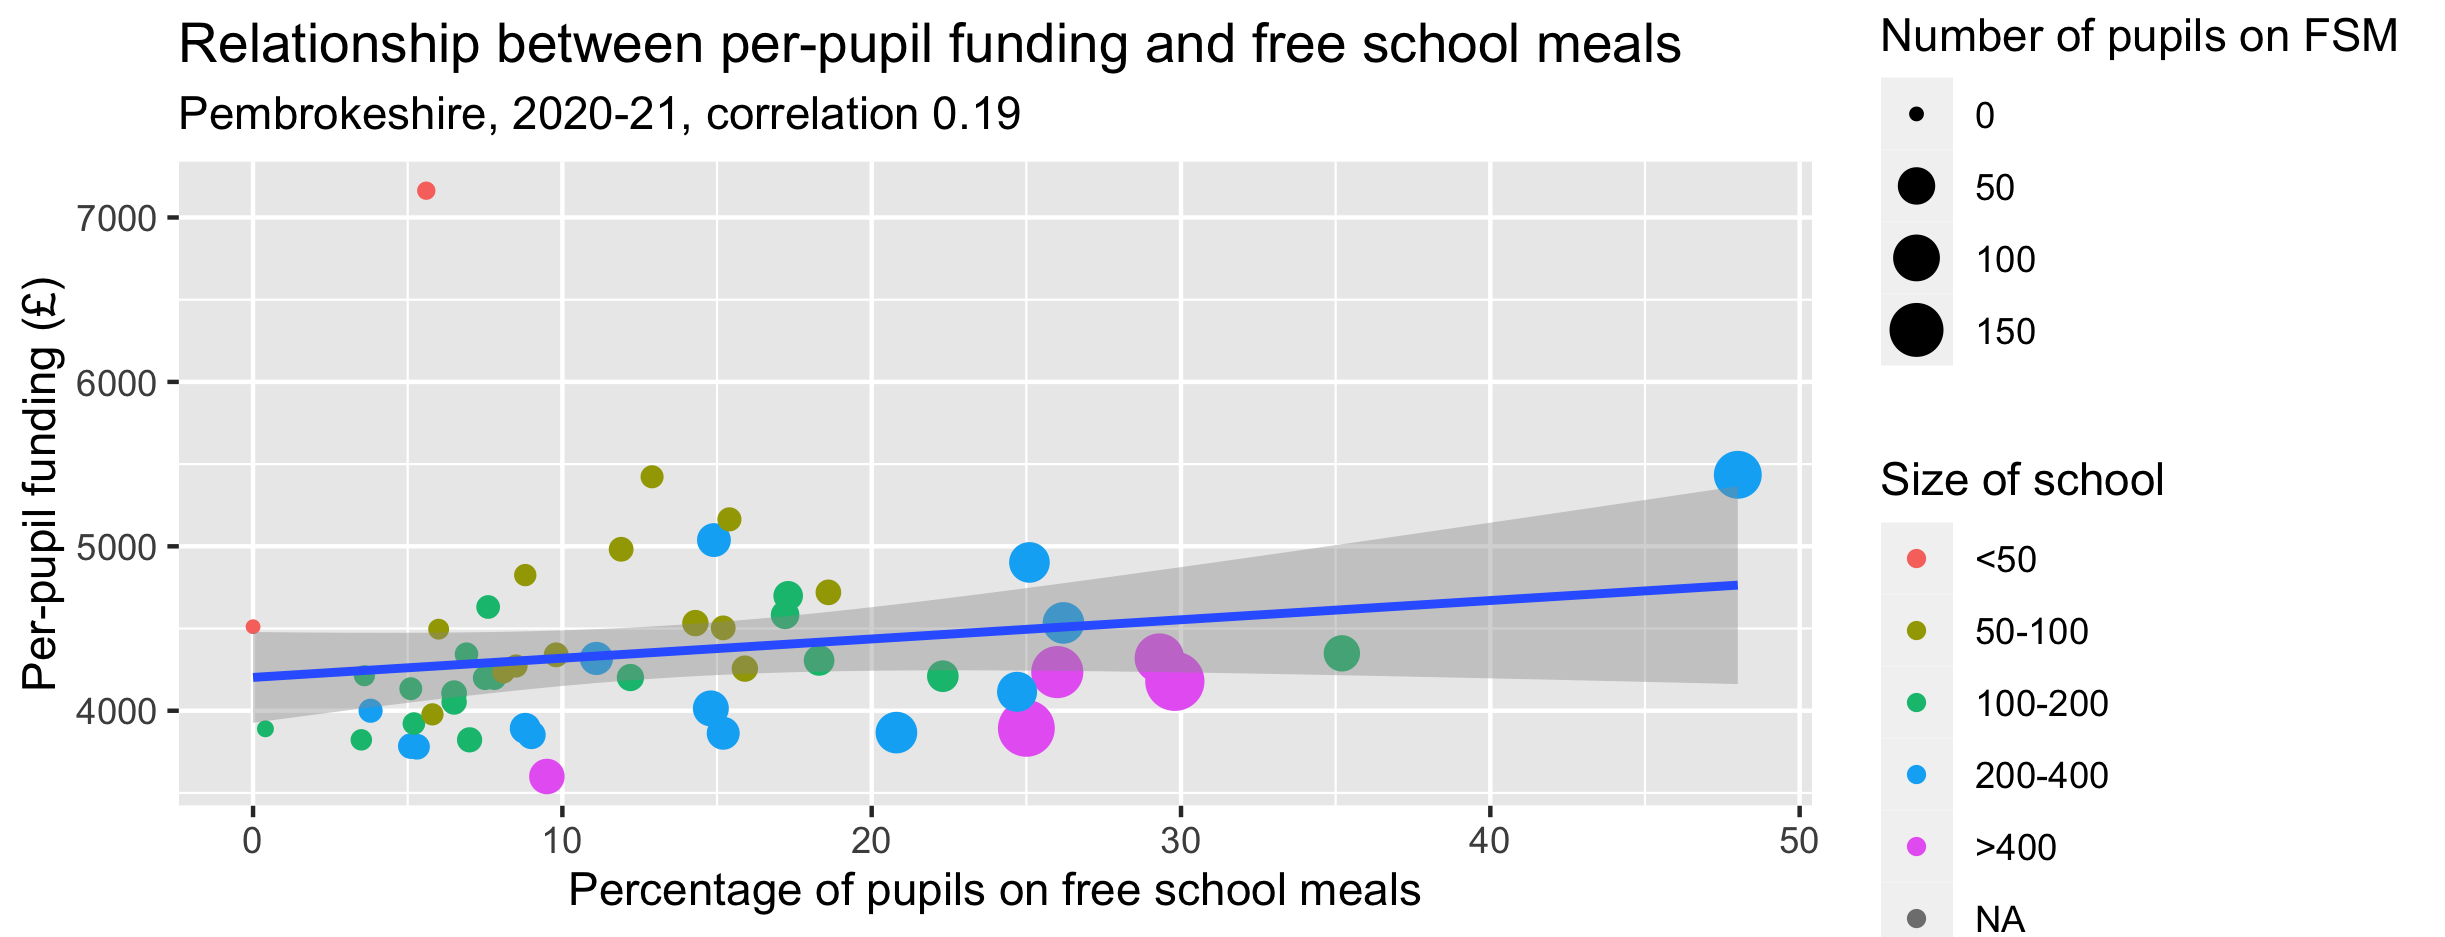 Relationship between per-pupil funding and free school meals
Pembrokeshire, 2020-21, correlation 0.19
Per-pupil funding (£)
7000
6000
5000
4000
0 10 20 30 40 50
Percentage of pupils on free school meals
Number of pupils on FSM
0
50
100
150
Size of school
<50
50-100
100-200
200-400
>400
NA